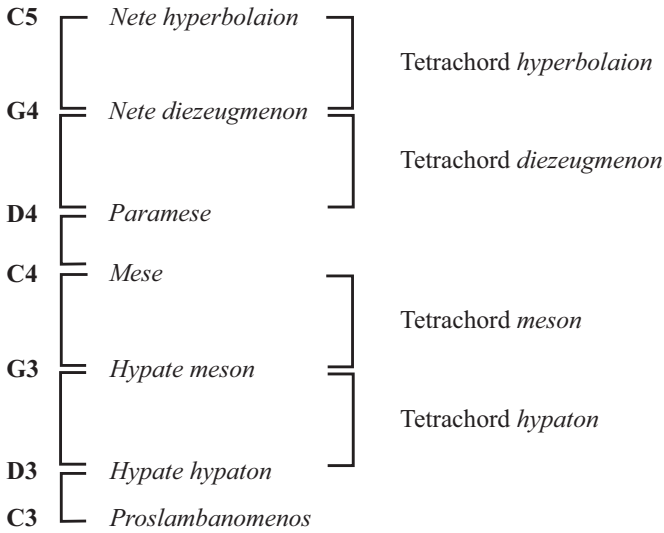 C5 Nete hyperbolaion
Tetrachord hyperbolaion
G4 Nete diezeugmenon
Tetrachord diezeugmenon
D4 Paramese
C4 Mese
Tetrachord meson
G3 Hypate meson
Tetrachord hypaton
D3 Hypate hypaton
C3 Proslambanomenos